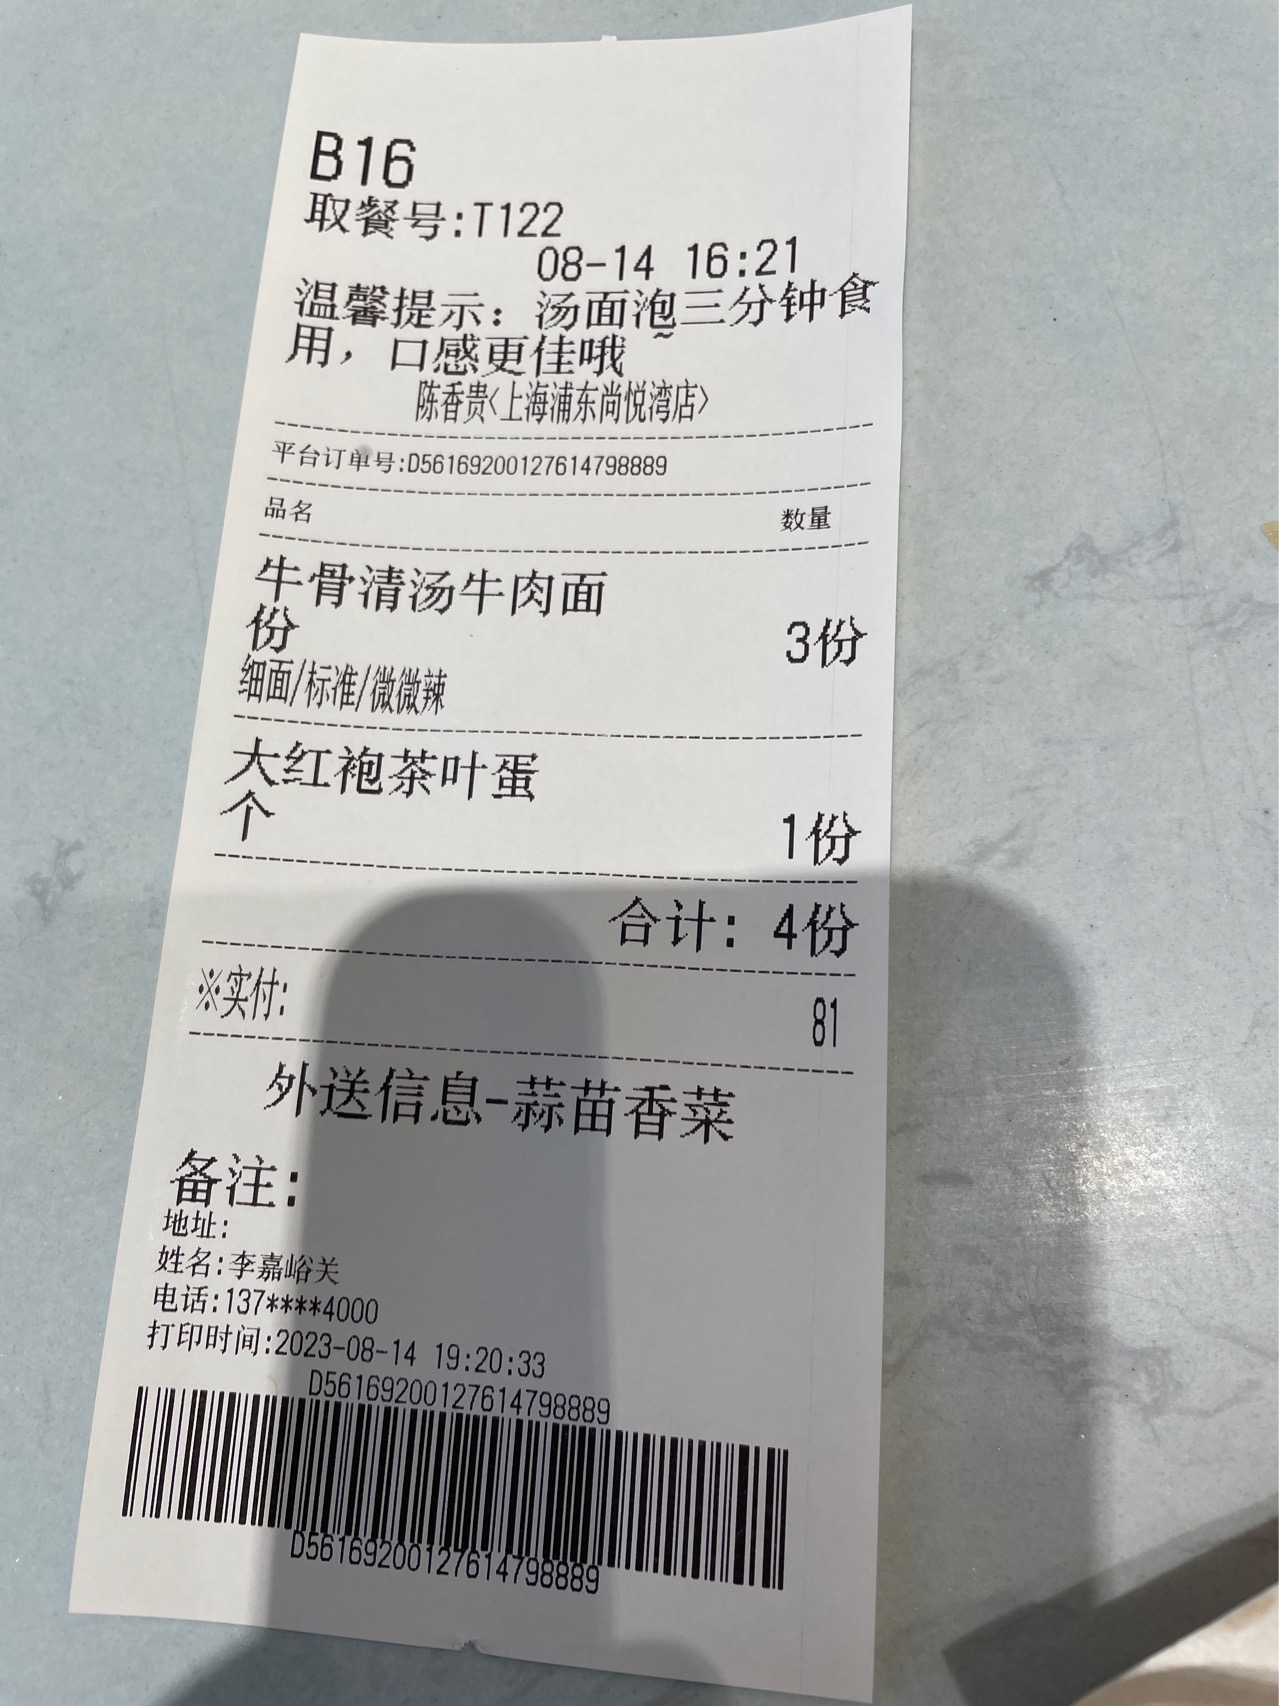 B16
取餐号:T122
08-14 16:21
温馨提示：汤面泡三分钟食
用，口感更佳哦~
陈香贵<上海浦东尚悦湾店>
平台订单号:D56169200127614798889
品名 数量
牛骨清汤牛肉面
份 3份
细面/标准/微微辣
大红袍茶叶蛋
个 1份
合计：4份
※实付: 81
外送信息-蒜苗香菜
备注:
地址:
姓名:李嘉峪关
电话:137****4000
打印时间:2023-08-14 19:20:33
D56169200127614798889
D56169200127614798889